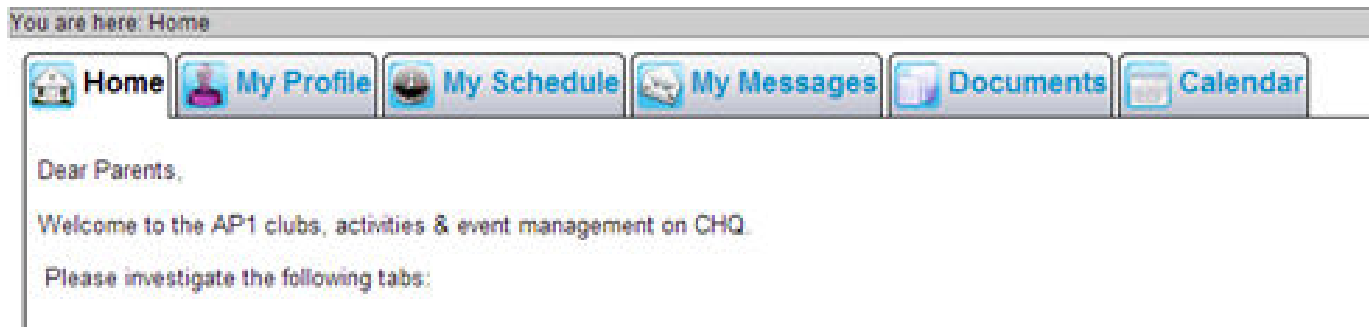 You are here: Home
Home My Profile My Schedule My Messages Documents Calendar
Dear Parents,
Welcome to the AP1 clubs, activities & event management on CHQ.
Please investigate the following tabs: